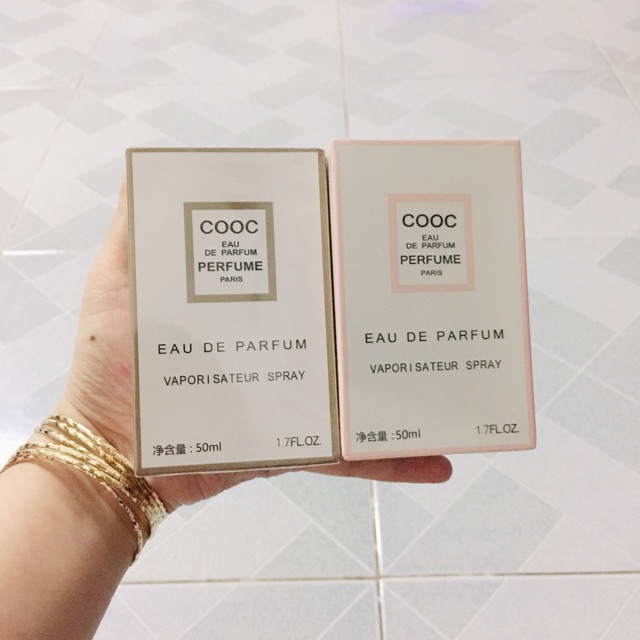 COOC
EAU
DE PARFUM
PERFUME
PARIS
EAU DE PARFUM
VAPORISATEUR SPRAY
净含量：50ml
1.7FL.OZ.
COOC
EAU
DE PARFUM
PERFUME
PARIS
EAU DE PARFUM
VAPORISATEUR SPRAY
净含量：50ml
1.7FL.OZ.